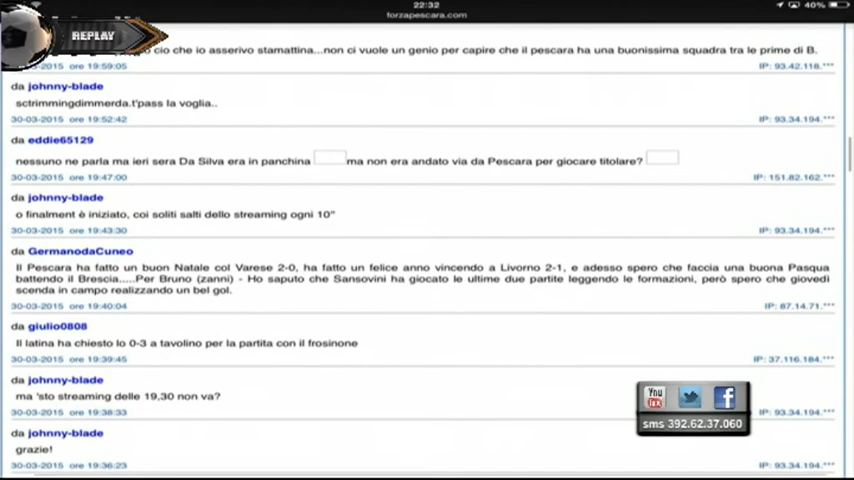 22:32
40%
forzapescara.com
REPLAY
cio che io asserivo stamattina...non ci vuole un genio per capire che il pescara ha una buonissima squadra tra le prime di B.
-03-2015 ore 19:59:05 IP: 93.42.118.***
da johnny-blade
sctrimmingdimmerda.t'pass la voglia..
30-03-2015 ore 19:52:42 IP: 93.34.194.***
da eddie65129
nessuno ne parla ma ieri sera Da Silva era in panchina ma non era andato via da Pescara per giocare titolare?
30-03-2015 ore 19:47:00 IP: 151.82.162.***
da johnny-blade
o finalment è iniziato, coi soliti salti dello streaming ogni 10"
30-03-2015 ore 19:43:30 IP: 93.34.194.***
da GermanodaCuneo
Il Pescara ha fatto un buon Natale col Varese 2-0, ha fatto un felice anno vincendo a Livorno 2-1, e adesso spero che faccia una buona Pasqua
battendo il Brescia.....Per Bruno (zanni) - Ho saputo che Sansovini ha giocato le ultime due partite leggendo le formazioni, però spero che giovedì
scenda in campo realizzando un bel gol.
30-03-2015 ore 19:40:04 IP: 87.14.71.***
da giulio0808
Il latina ha chiesto lo 0-3 a tavolino per la partita con il frosinone
30-03-2015 ore 19:39:45 IP: 37.116.184.***
da johnny-blade
ma 'sto streaming delle 19,30 non va?
30-03-2015 ore 19:38:33 IP: 93.34.194.***
da johnny-blade
grazie!
30-03-2015 ore 19:36:23 IP: 93.34.194.***
You
sms 392.62.37.060